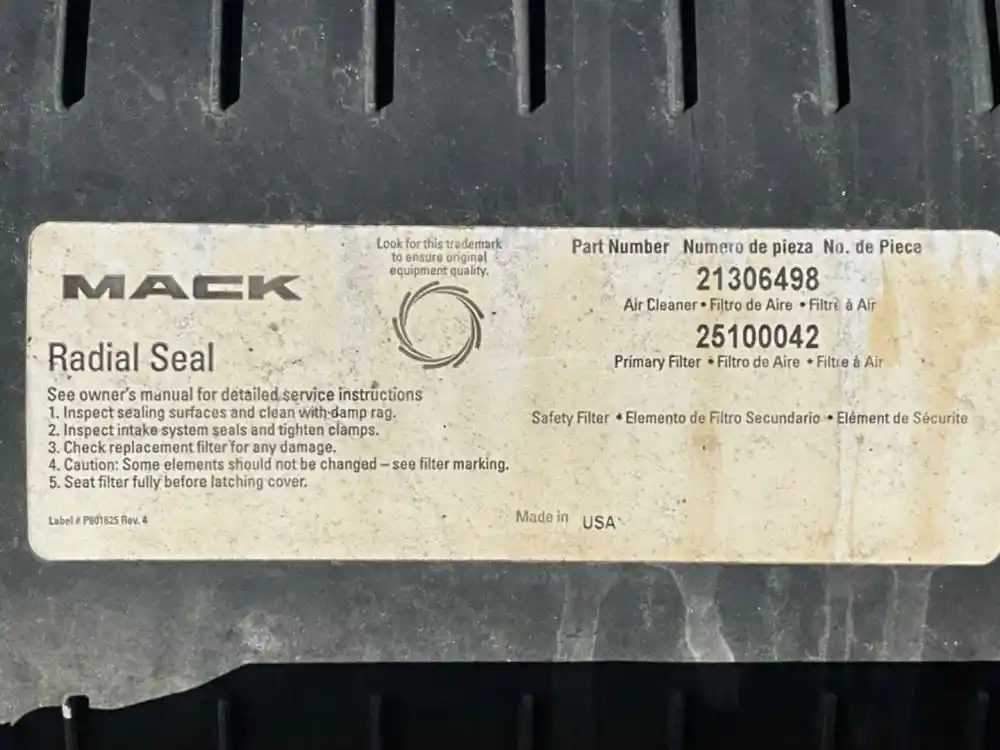 MACK
Radial Seal
See owner's manual for detailed service instructions
1. Inspect sealing surfaces and clean with damp rag.
2. Inspect intake system seals and tighten clamps.
3. Check replacement filter for any damage.
4. Caution: Some elements should not be changed – see filter marking.
5. Seat filter fully before latching cover.
Label # P601625 Rev. 4
Look for this trademark
to ensure original
equipment quality.
Part Number Numero de pieza No. de Piece
21306498
Air Cleaner • Filtro de Aire • Filtre à Air
25100042
Primary Filter • Filtro de Aire • Filtre à Air
Safety Filter • Elemento de Filtro Secundario • Elément de Sécurite
Made in USA